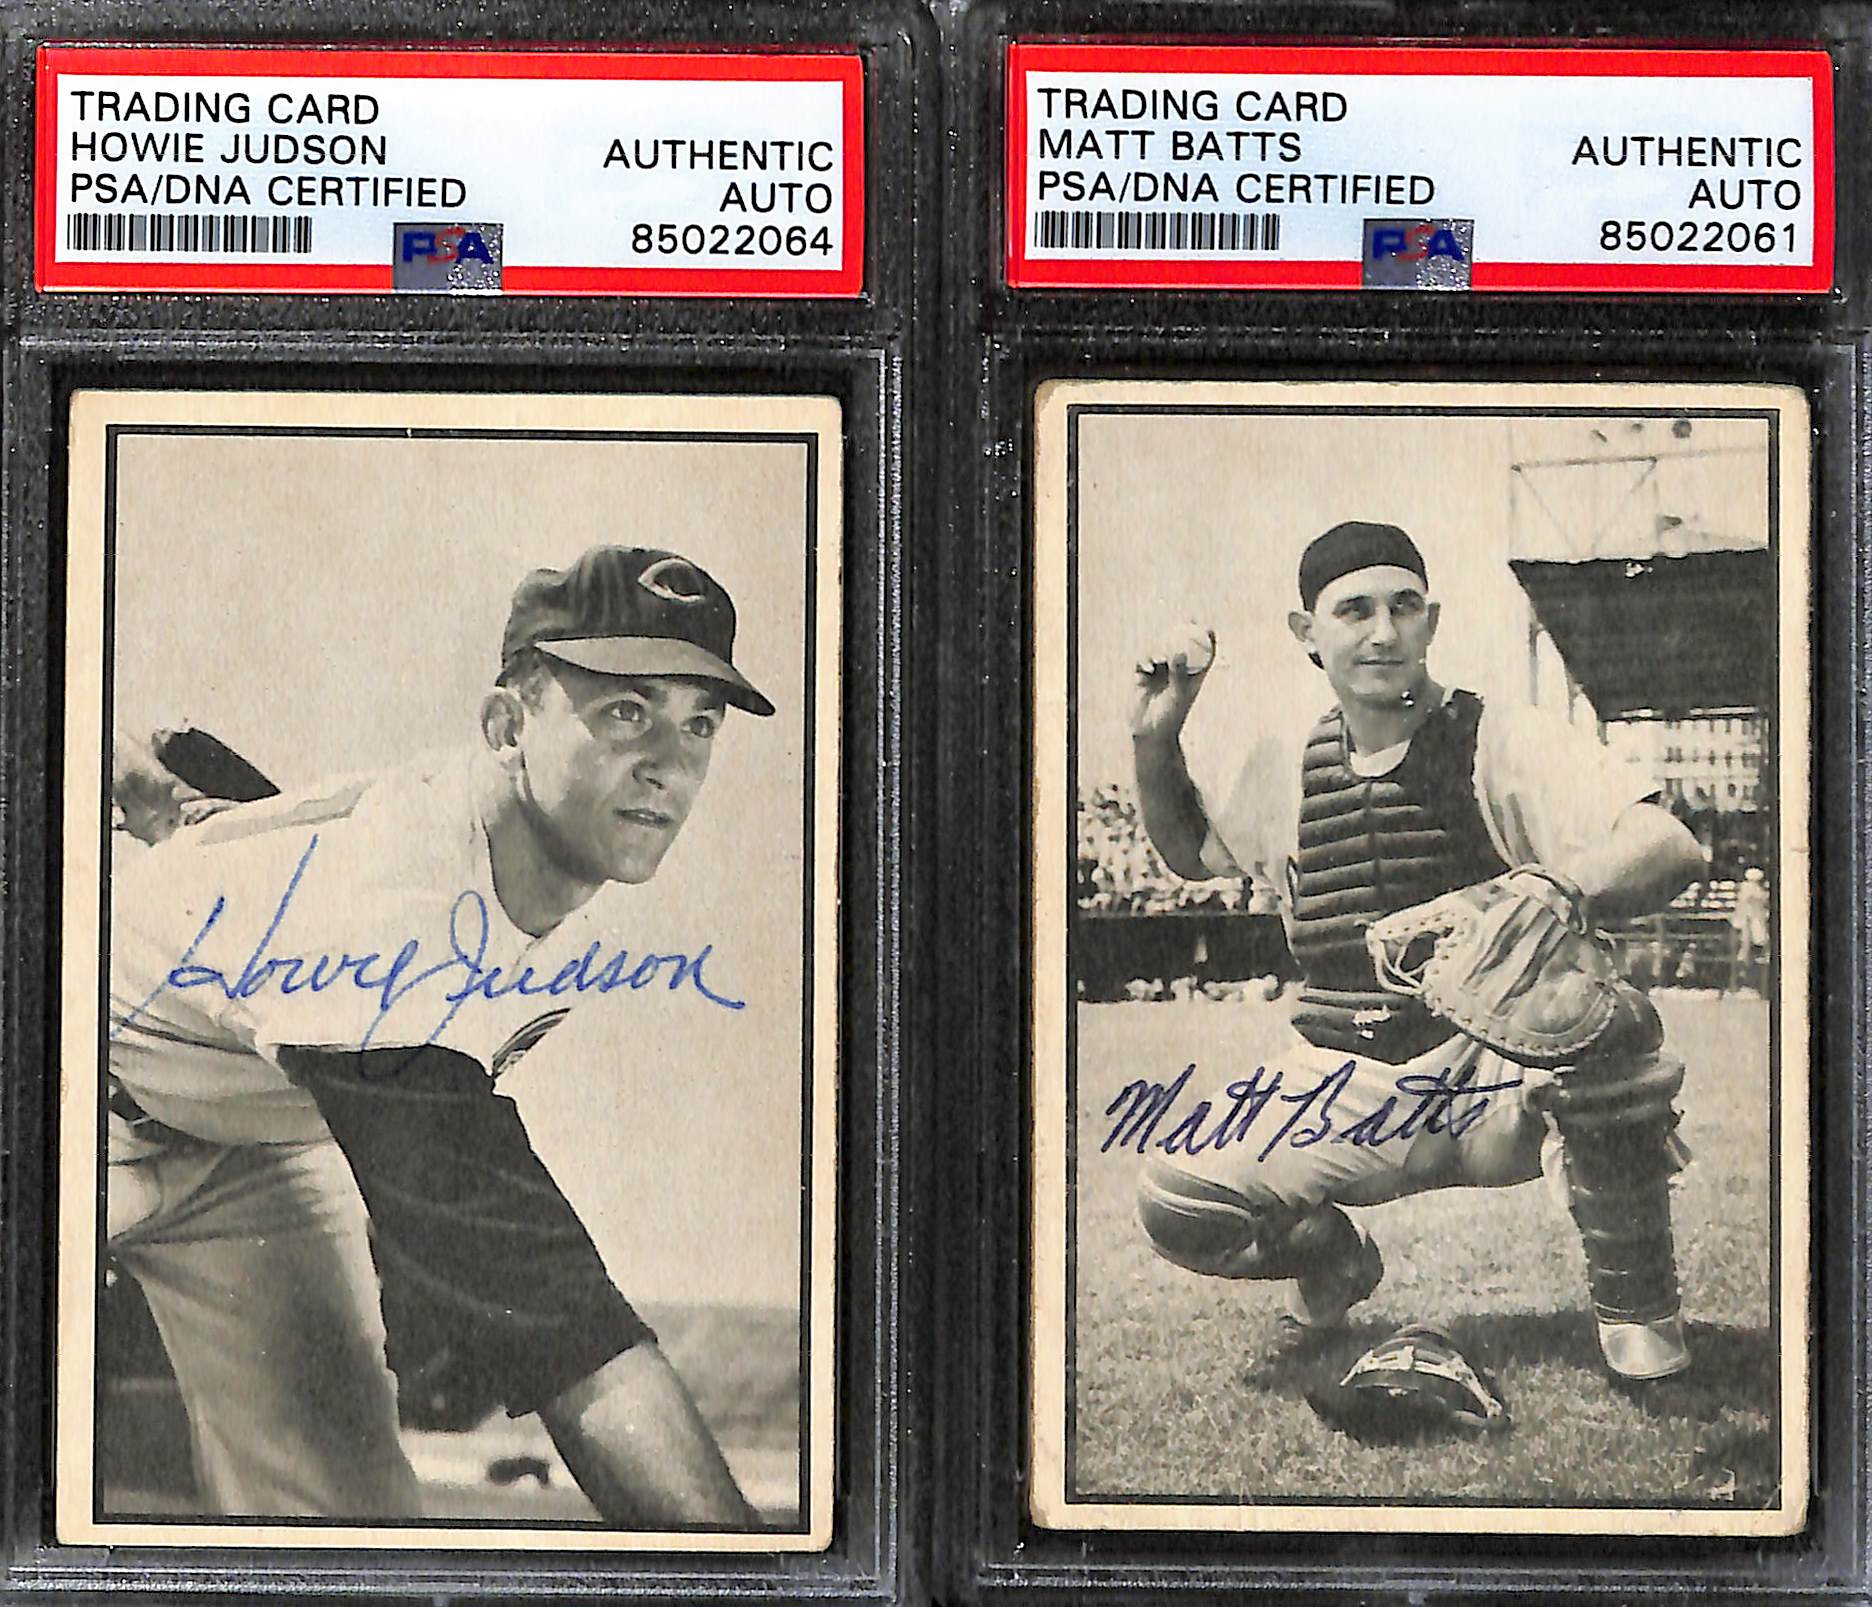 TRADING CARD
HOWIE JUDSON
PSA/DNA CERTIFIED
AUTHENTIC
AUTO
85022064
PSA
C
Howie Judson
TRADING CARD
MATT BATTS
PSA/DNA CERTIFIED
AUTHENTIC
AUTO
85022061
PSA
Matt Batts